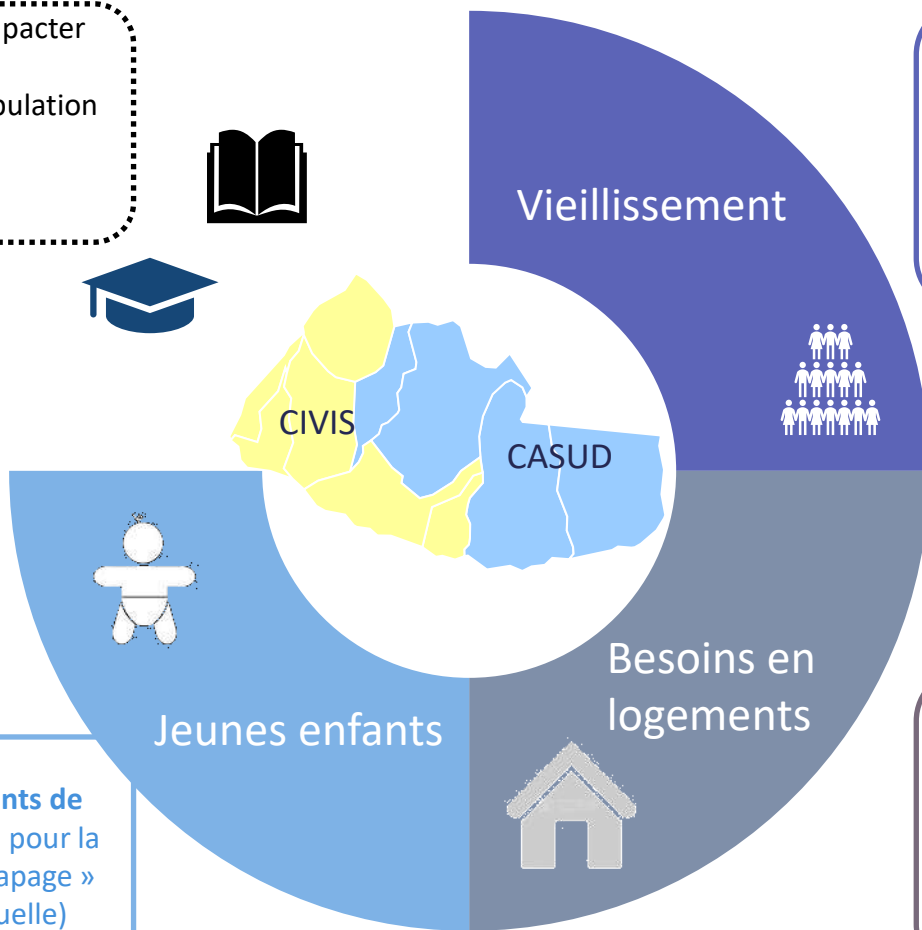 pacter
pulation
Vieillissement
CIVIS
CASUD
Besoins en
logements
Jeunes enfants
nts de
pour la
apage »
uelle)